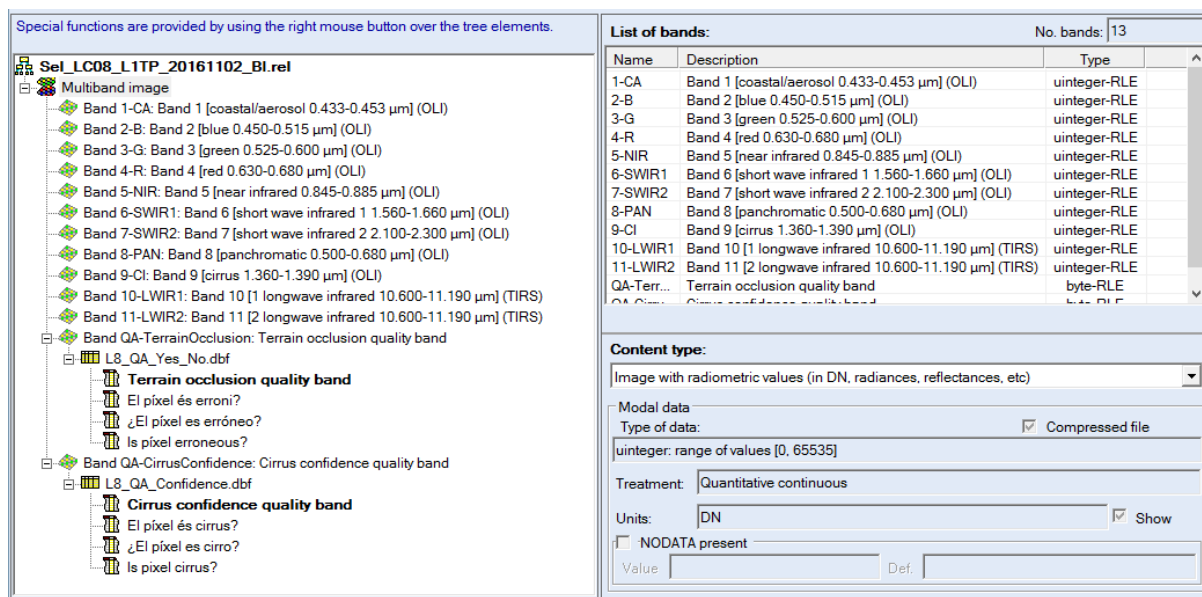 Special functions are provided by using the right mouse button over the tree elements.
Sel_LC08_L1TP_20161102_BI.rel
Multiband image
Band 1-CA: Band 1 [coastal/aerosol 0.433-0.453 µm] (OLI)
Band 2-B: Band 2 [blue 0.450-0.515 µm] (OLI)
Band 3-G: Band 3 [green 0.525-0.600 µm] (OLI)
Band 4-R: Band 4 [red 0.630-0.680 µm] (OLI)
Band 5-NIR: Band 5 [near infrared 0.845-0.885 µm] (OLI)
Band 6-SWIR1: Band 6 [short wave infrared 1 1.560-1.660 µm] (OLI)
Band 7-SWIR2: Band 7 [short wave infrared 2 2.100-2.300 µm] (OLI)
Band 8-PAN: Band 8 [panchromatic 0.500-0.680 µm] (OLI)
Band 9-CI: Band 9 [cirrus 1.360-1.390 µm] (OLI)
Band 10-LWIR1: Band 10 [1 longwave infrared 10.600-11.190 µm] (TIRS)
Band 11-LWIR2: Band 11 [2 longwave infrared 10.600-11.190 µm] (TIRS)
Band QA-TerrainOcclusion: Terrain occlusion quality band
L8_QA_Yes_No.dbf
Terrain occlusion quality band
El píxel és erroni?
¿El píxel es erróneo?
Is píxel erroneous?
Band QA-CirrusConfidence: Cirrus confidence quality band
L8_QA_Confidence.dbf
Cirrus confidence quality band
El píxel és cirrus?
¿El píxel es cirro?
Is pixel cirrus?
List of bands: No. bands: 13
Name Description Type
1-CA Band 1 [coastal/aerosol 0.433-0.453 µm] (OLI) uinteger-RLE
2-B Band 2 [blue 0.450-0.515 µm] (OLI) uinteger-RLE
3-G Band 3 [green 0.525-0.600 µm] (OLI) uinteger-RLE
4-R Band 4 [red 0.630-0.680 µm] (OLI) uinteger-RLE
5-NIR Band 5 [near infrared 0.845-0.885 µm] (OLI) uinteger-RLE
6-SWIR1 Band 6 [short wave infrared 1 1.560-1.660 µm] (OLI) uinteger-RLE
7-SWIR2 Band 7 [short wave infrared 2 2.100-2.300 µm] (OLI) uinteger-RLE
8-PAN Band 8 [panchromatic 0.500-0.680 µm] (OLI) uinteger-RLE
9-CI Band 9 [cirrus 1.360-1.390 µm] (OLI) uinteger-RLE
10-LWIR1 Band 10 [1 longwave infrared 10.600-11.190 µm] (TIRS) uinteger-RLE
11-LWIR2 Band 11 [2 longwave infrared 10.600-11.190 µm] (TIRS) uinteger-RLE
QA-Terr... Terrain occlusion quality band byte-RLE
QA-Cirru... Cirrus confidence quality band byte-RLE
Content type:
Image with radiometric values (in DN, radiances, reflectances, etc)
Modal data
Type of data: Compressed file
uinteger: range of values [0, 65535]
Treatment: Quantitative continuous
Units: DN Show
NODATA present
Value Def.